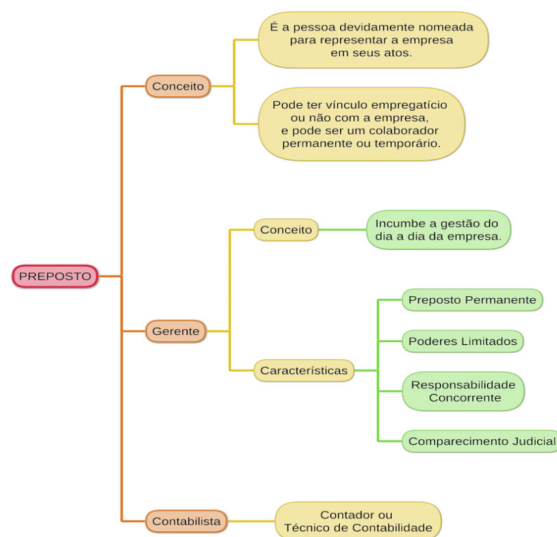 É a pessoa devidamente nomeada
para representar a empresa
em seus atos.
Conceito
Pode ter vínculo empregatício
ou não com a empresa,
e pode ser um colaborador
permanente ou temporário.
PREPOSTO
Gerente
Conceito
Incumbe a gestão do
dia a dia da empresa.
Características
Preposto Permanente
Poderes Limitados
Responsabilidade
Concorrente
Comparecimento Judicial
Contabilista
Contador ou
Técnico de Contabilidade